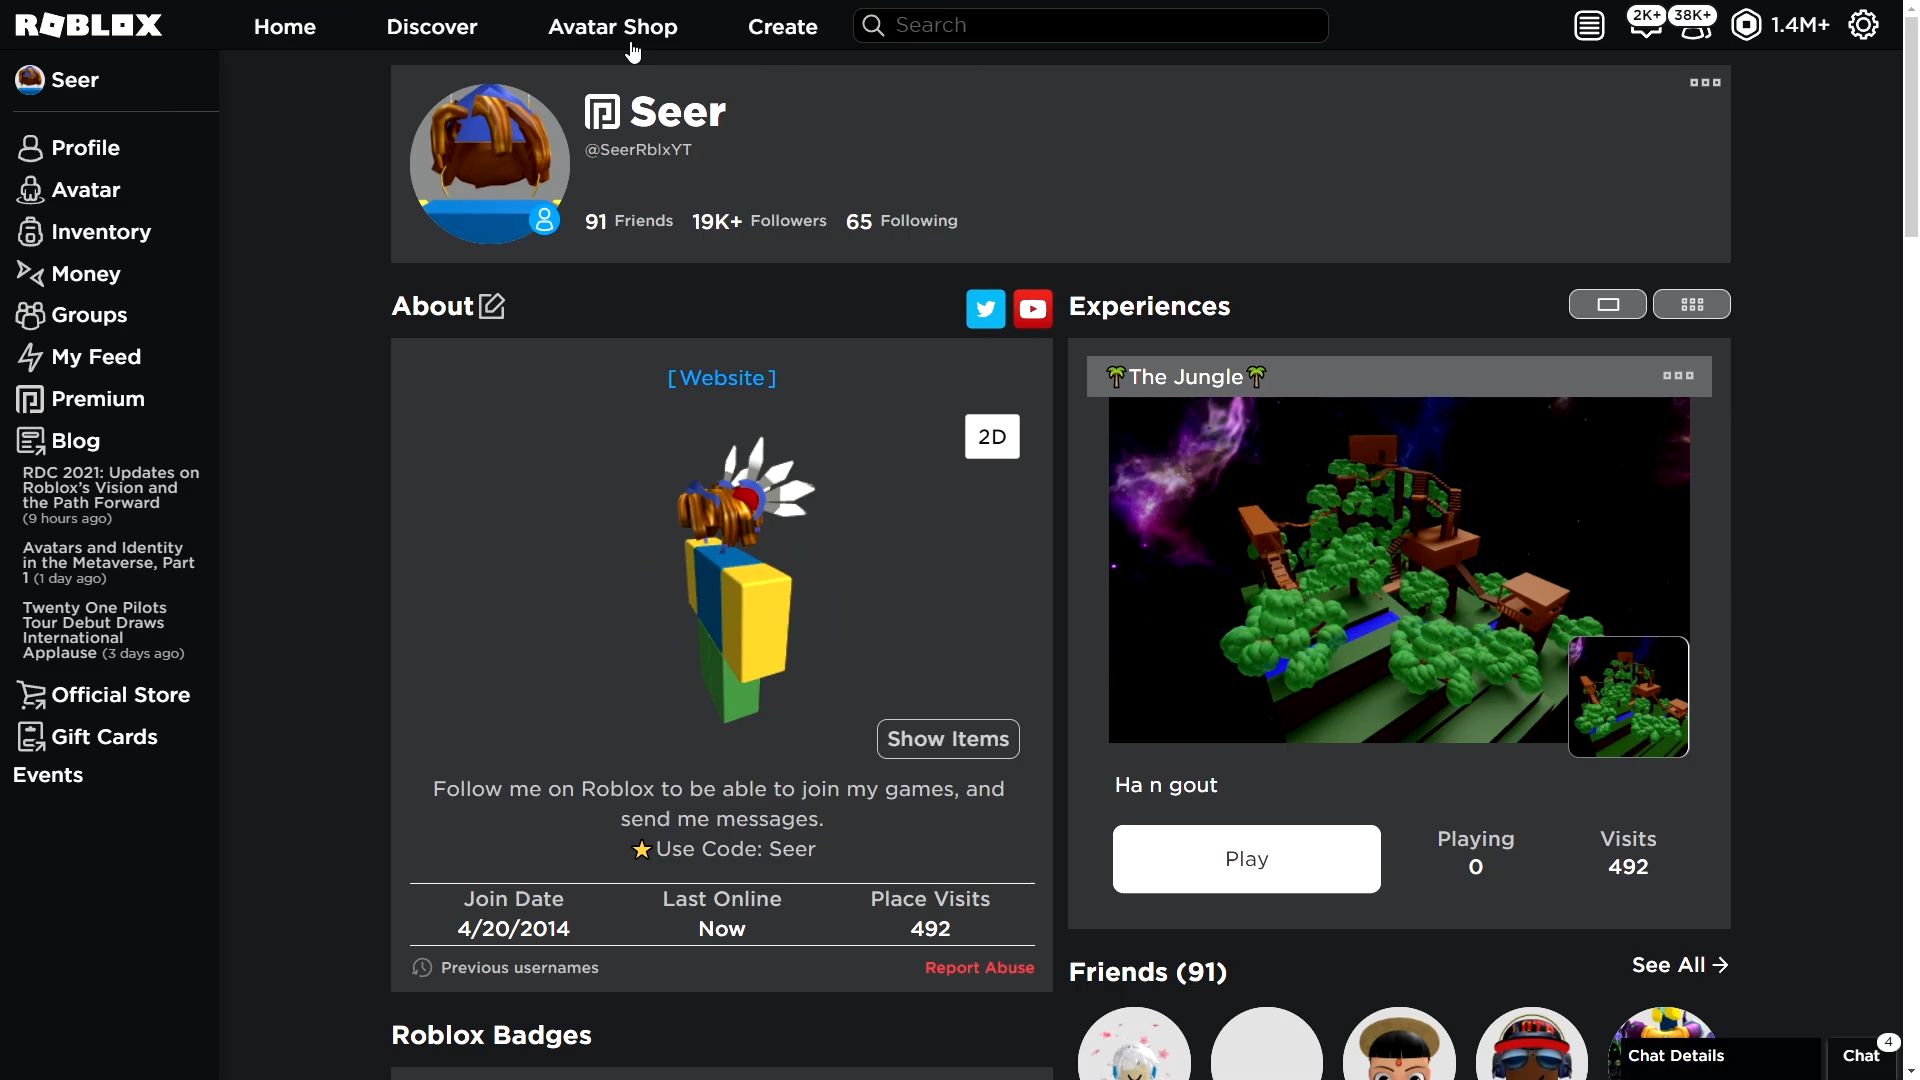 ROBLOX
Home
Discover
Avatar Shop
Create
Search
2K+
38K+
1.4M+
Seer
Profile
Avatar
Inventory
Money
Groups
My Feed
Premium
Blog
RDC 2021: Updates on
Roblox's Vision and
the Path Forward
(9 hours ago)
Avatars and Identity
in the Metaverse, Part
1 (1 day ago)
Twenty One Pilots
Tour Debut Draws
International
Applause (3 days ago)
Official Store
Gift Cards
Events
Seer
@SeerRblxYT
91 Friends 19K+ Followers 65 Following
About
[Website]
2D
Show Items
Follow me on Roblox to be able to join my games, and
send me messages.
⭐Use Code: Seer
Join Date Last Online Place Visits
4/20/2014 Now 492
Previous usernames
Report Abuse
Roblox Badges
Experiences
🌴The Jungle🌴
Ha n gout
Play
Playing Visits
0 492
Friends (91)
See All →
Chat Details
Chat
4